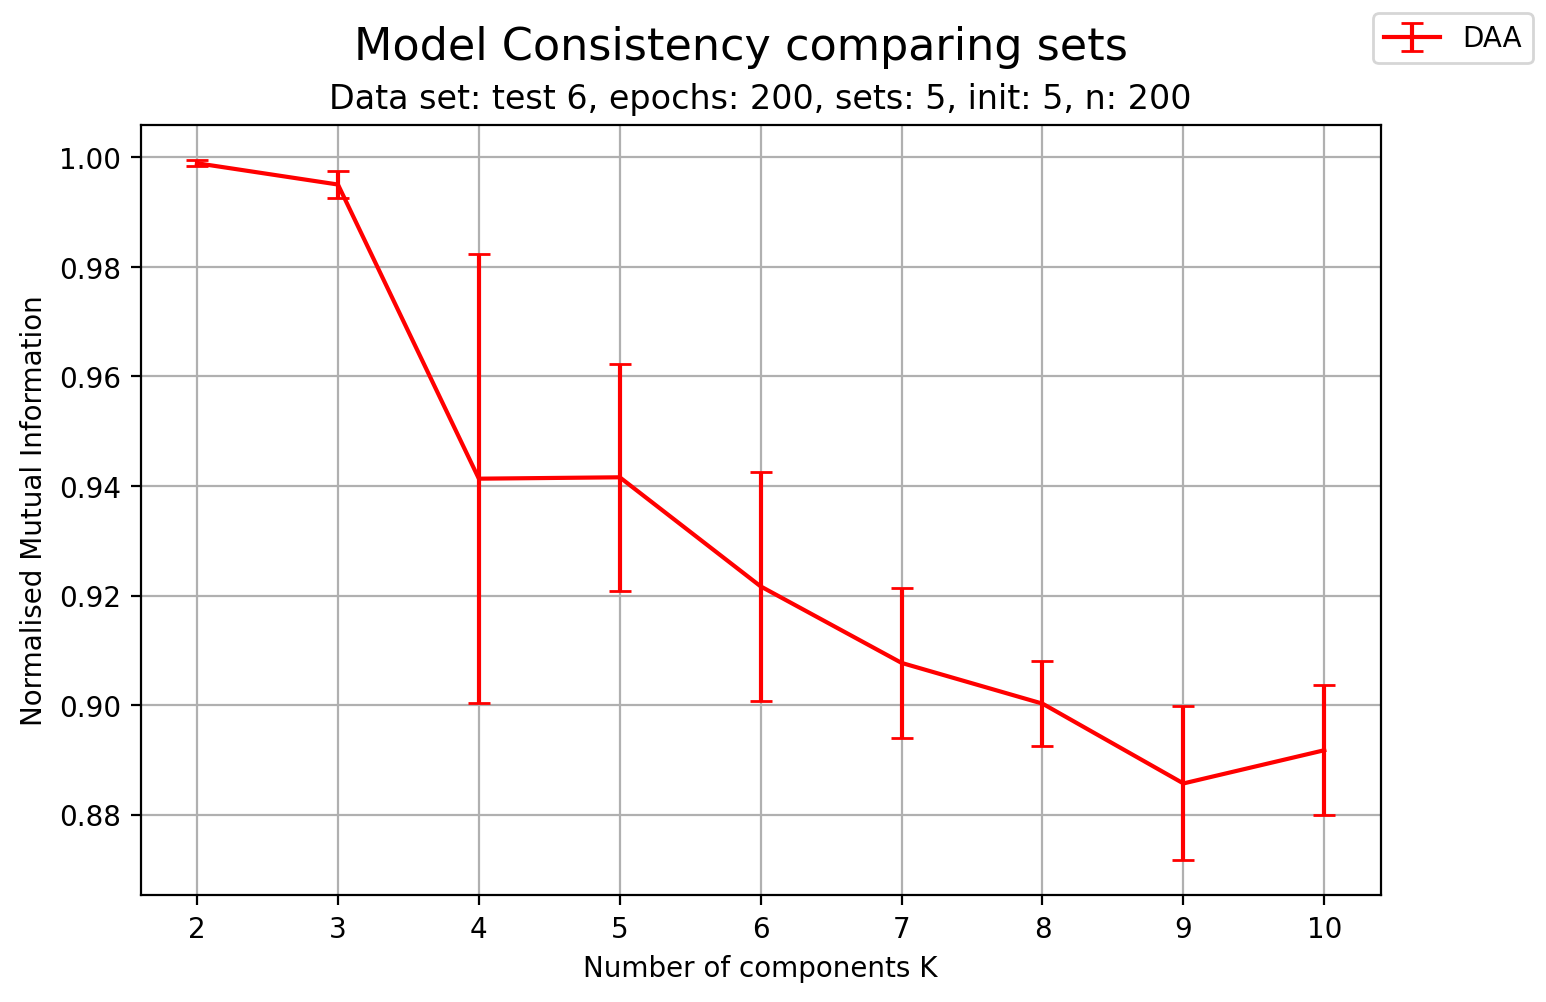 Model Consistency comparing sets
DAA
Data set: test 6, epochs: 200, sets: 5, init: 5, n: 200
Normalised Mutual Information
1.00
0.98
0.96
0.94
0.92
0.90
0.88
2 3 4 5 6 7 8 9 10
Number of components K